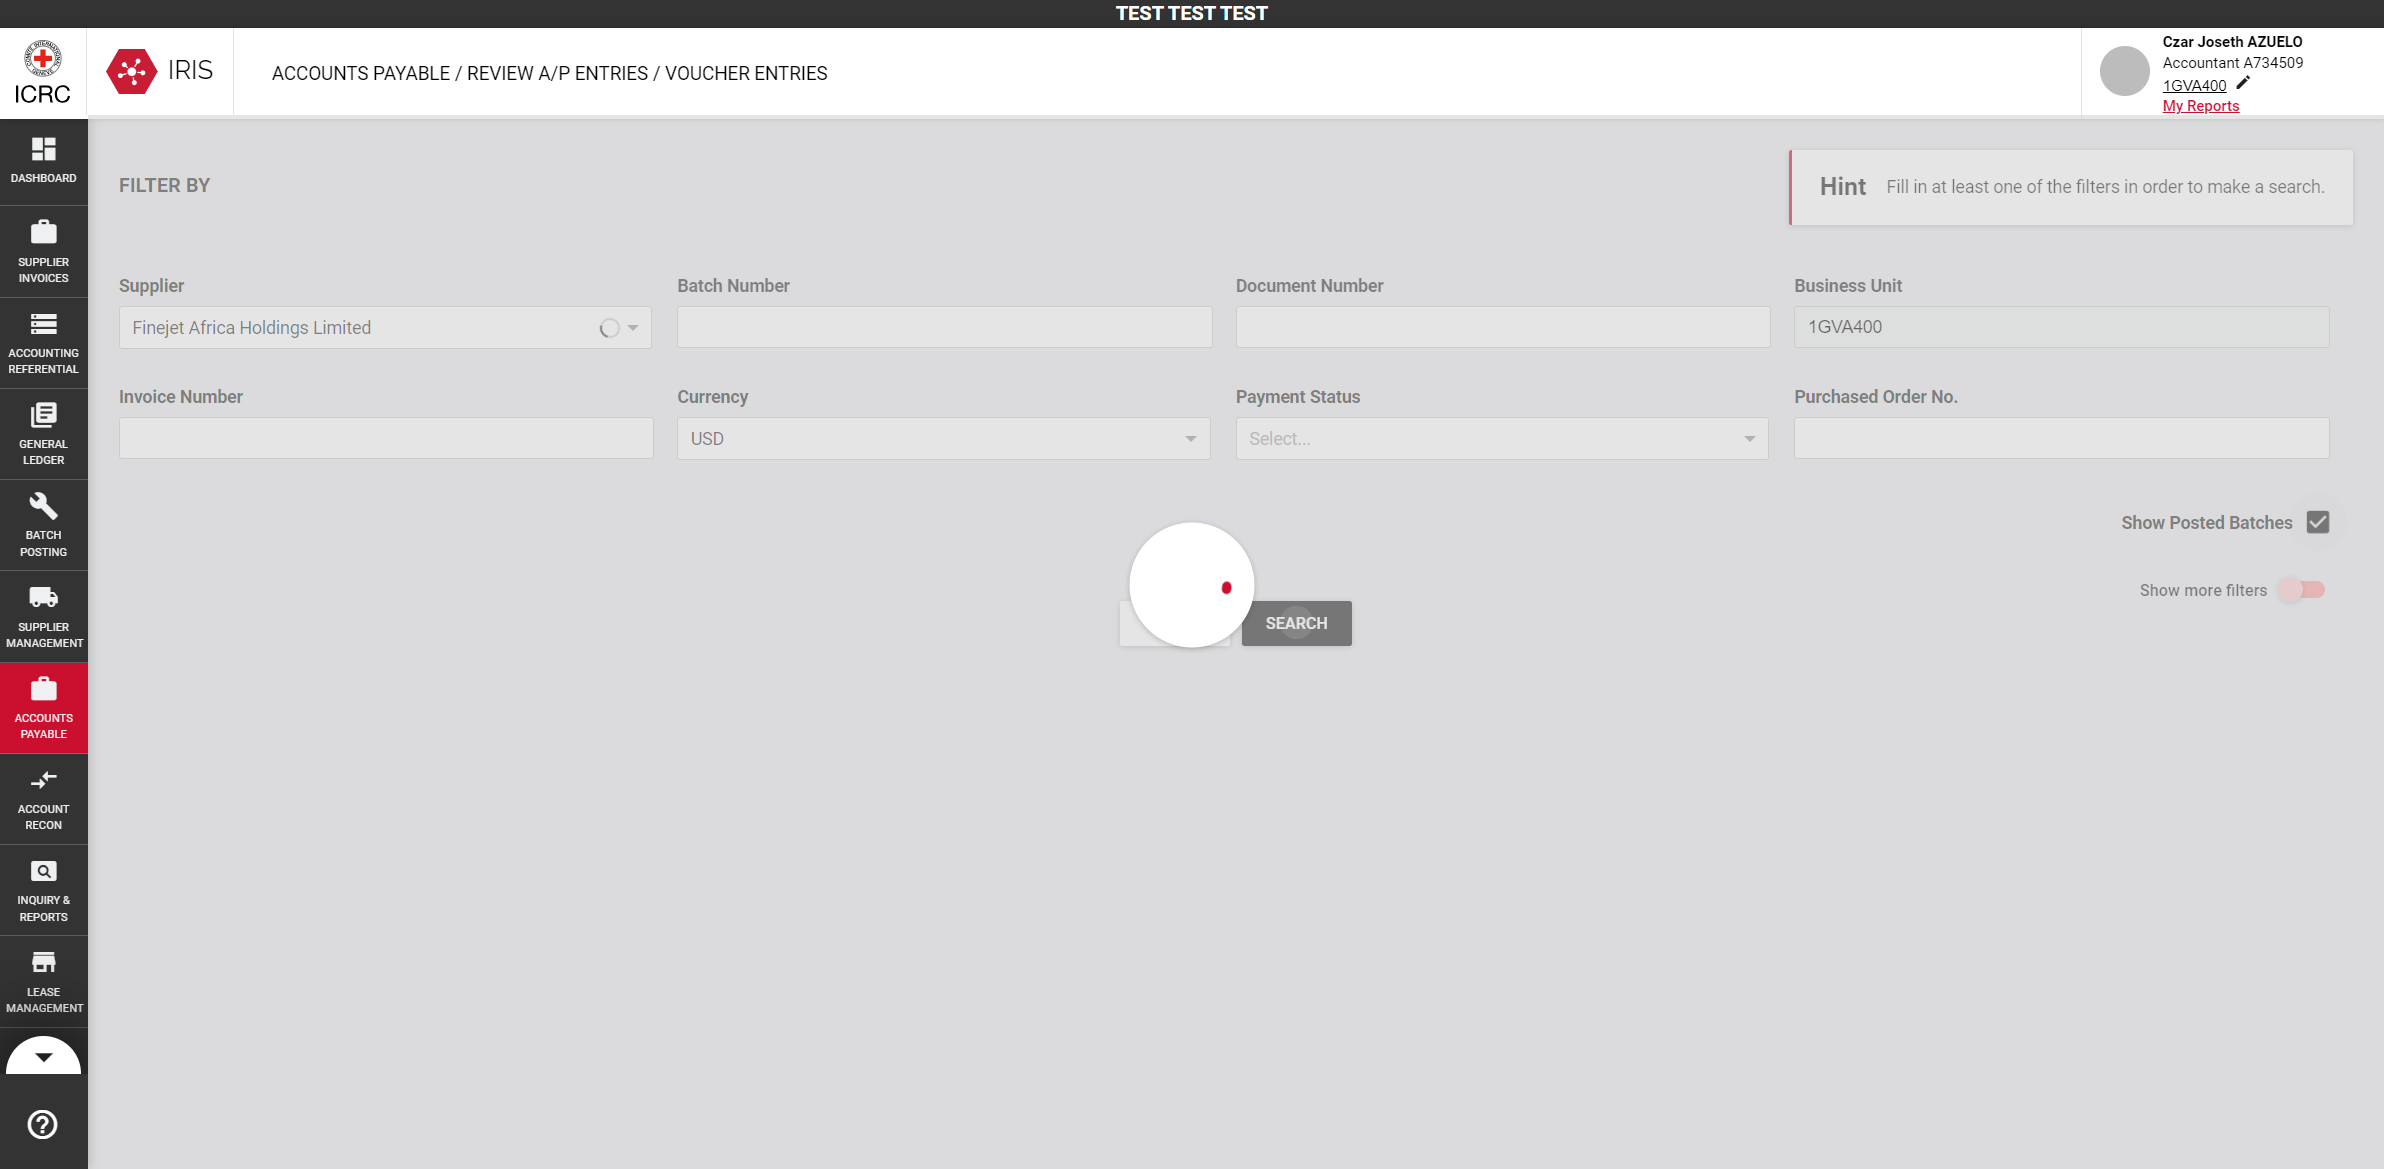 TEST TEST TEST
ICRC
IRIS
ACCOUNTS PAYABLE / REVIEW A/P ENTRIES / VOUCHER ENTRIES
Czar Joseth AZUELO
Accountant A734509
1GVA400
My Reports
DASHBOARD
SUPPLIER
INVOICES
ACCOUNTING
REFERENTIAL
GENERAL
LEDGER
BATCH
POSTING
SUPPLIER
MANAGEMENT
ACCOUNTS
PAYABLE
ACCOUNT
RECON
INQUIRY &
REPORTS
LEASE
MANAGEMENT
FILTER BY
Hint Fill in at least one of the filters in order to make a search.
Supplier Batch Number Document Number Business Unit
Finejet Africa Holdings Limited 1GVA400
Invoice Number Currency Payment Status Purchased Order No.
USD Select...
Show Posted Batches
Show more filters
SEARCH